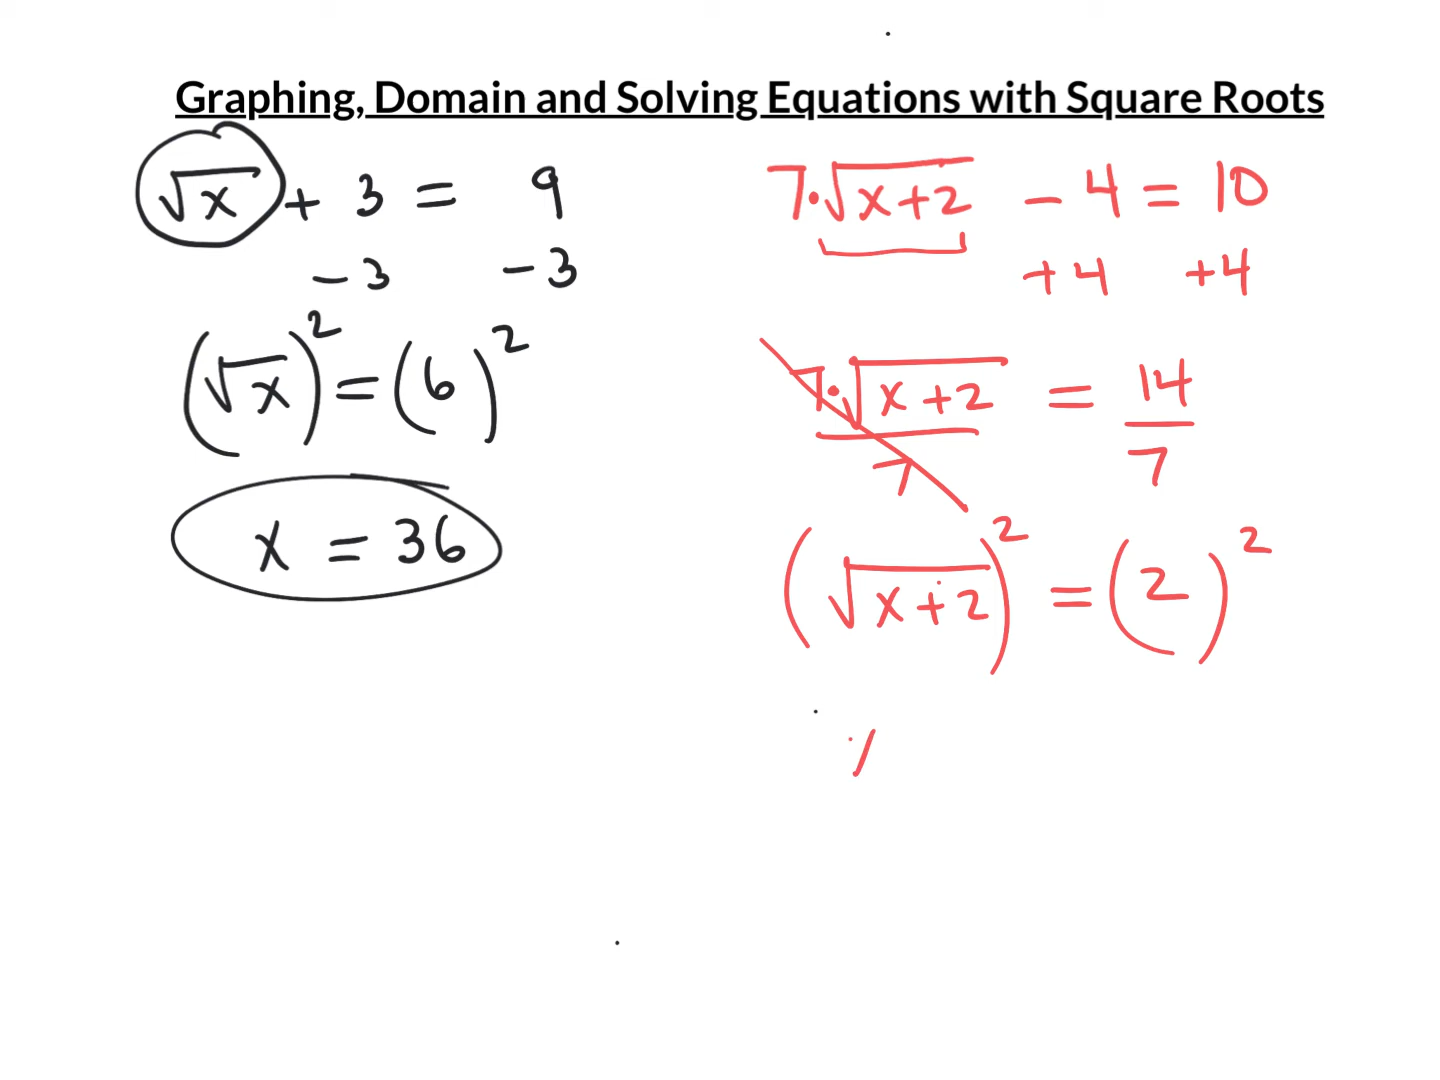 Graphing, Domain and Solving Equations with Square Roots
√x + 3 = 9
− 3 − 3
(√x)² = (6)²
x = 36
7·√x+2 − 4 = 10
+4 +4
7·√x+2 = 14
7 7
(√x+2)² = (2)²